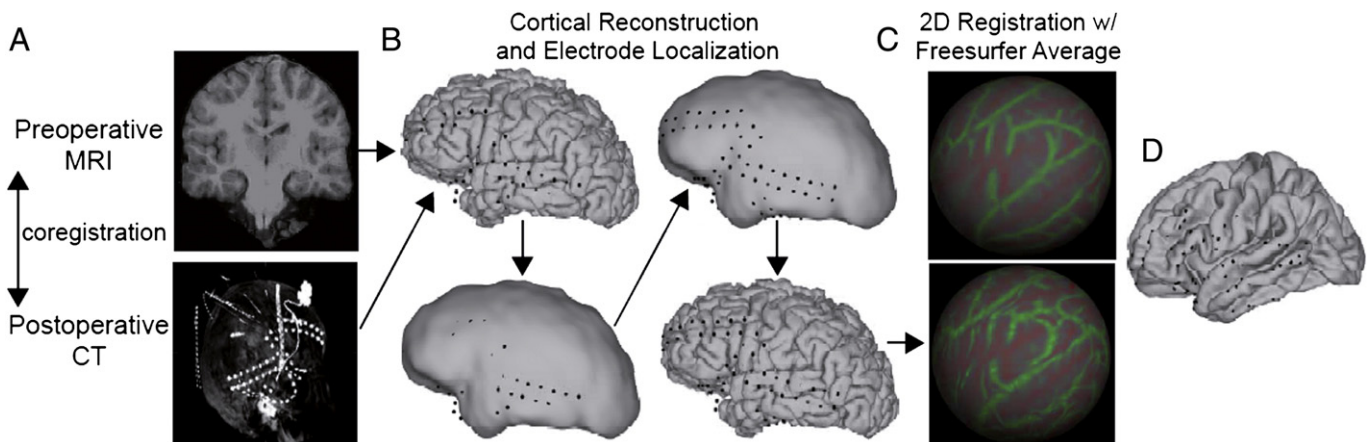 A
Preoperative
MRI
coregistration
Postoperative
CT
B
Cortical Reconstruction
and Electrode Localization
C
2D Registration w/
Freesurfer Average
D